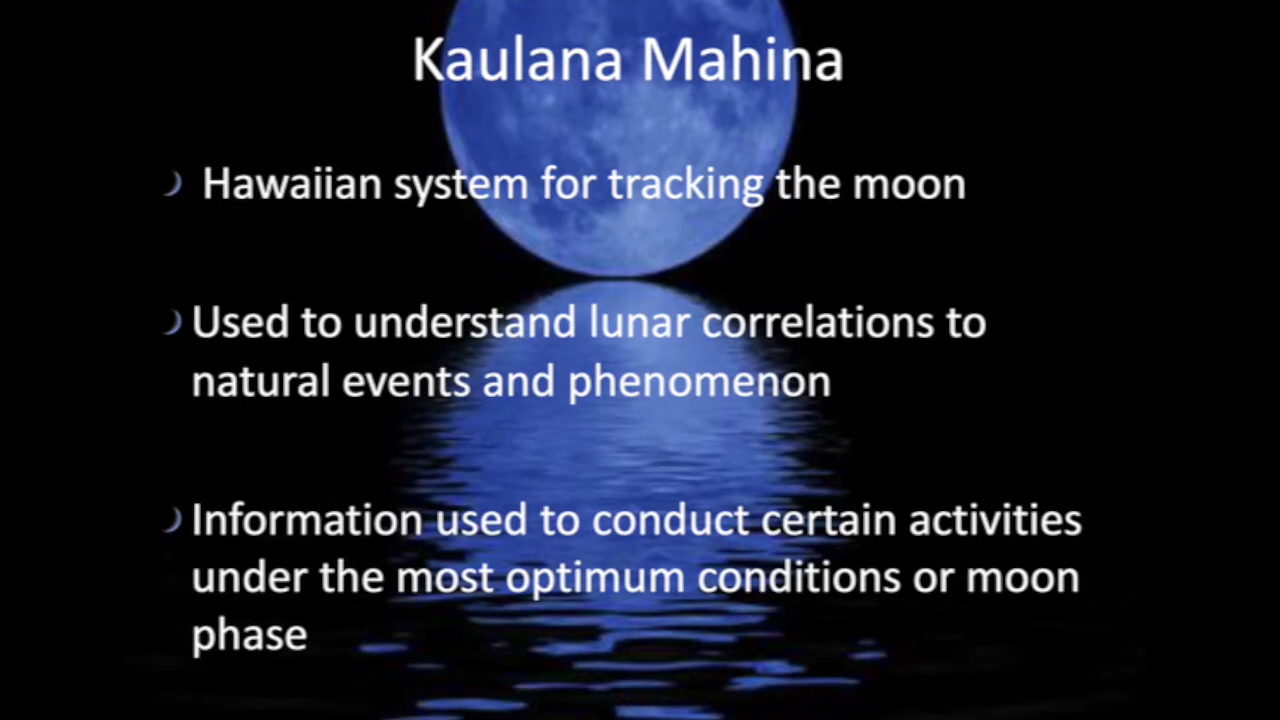 Kaulana Mahina
Hawaiian system for tracking the moon
Used to understand lunar correlations to
natural events and phenomenon
Information used to conduct certain activities
under the most optimum conditions or moon
phase